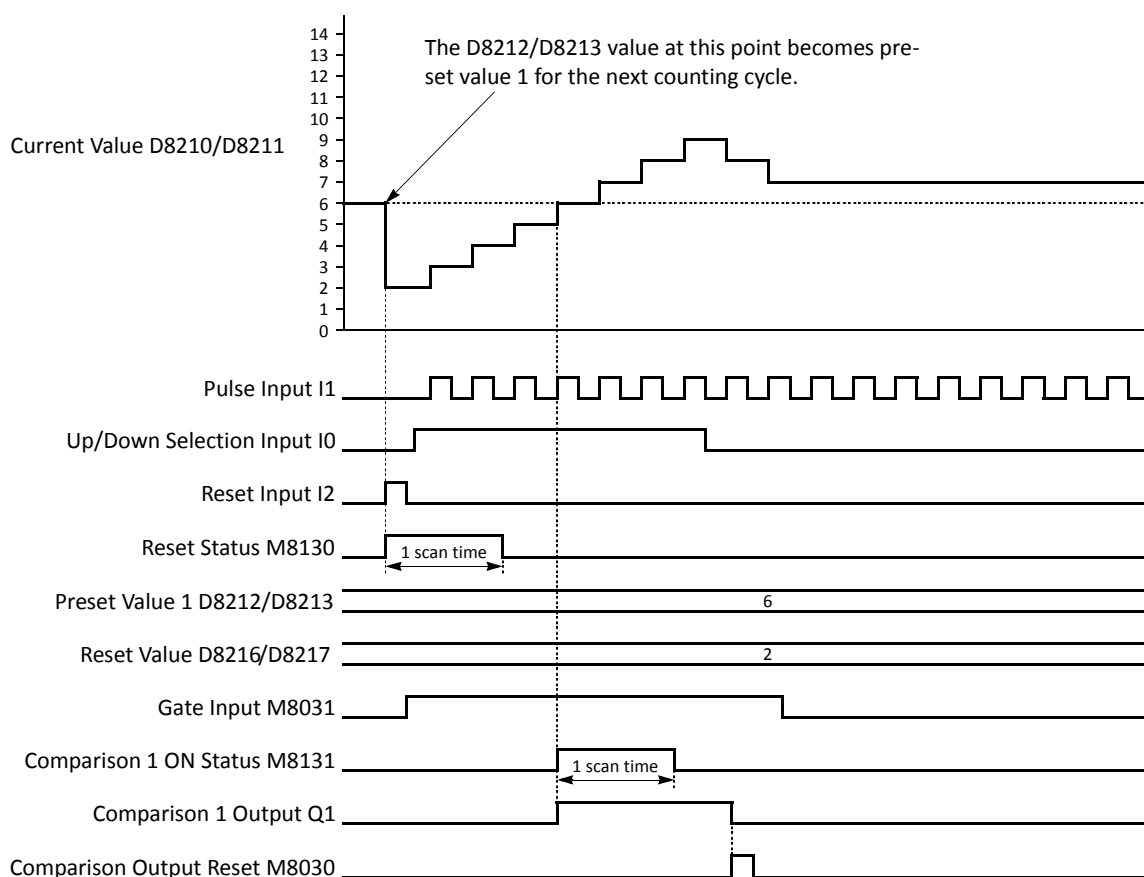 14
The D8212/D8213 value at this point becomes pre-
13
set value 1 for the next counting cycle.
12
11
10
Current Value D8210/D8211
9
8
7
6
5
4
3
2
1
0
Pulse Input I1
Up/Down Selection Input I0
Reset Input I2
Reset Status M8130
1 scan time
Preset Value 1 D8212/D8213
6
Reset Value D8216/D8217
2
Gate Input M8031
Comparison 1 ON Status M8131
1 scan time
Comparison 1 Output Q1
Comparison Output Reset M8030